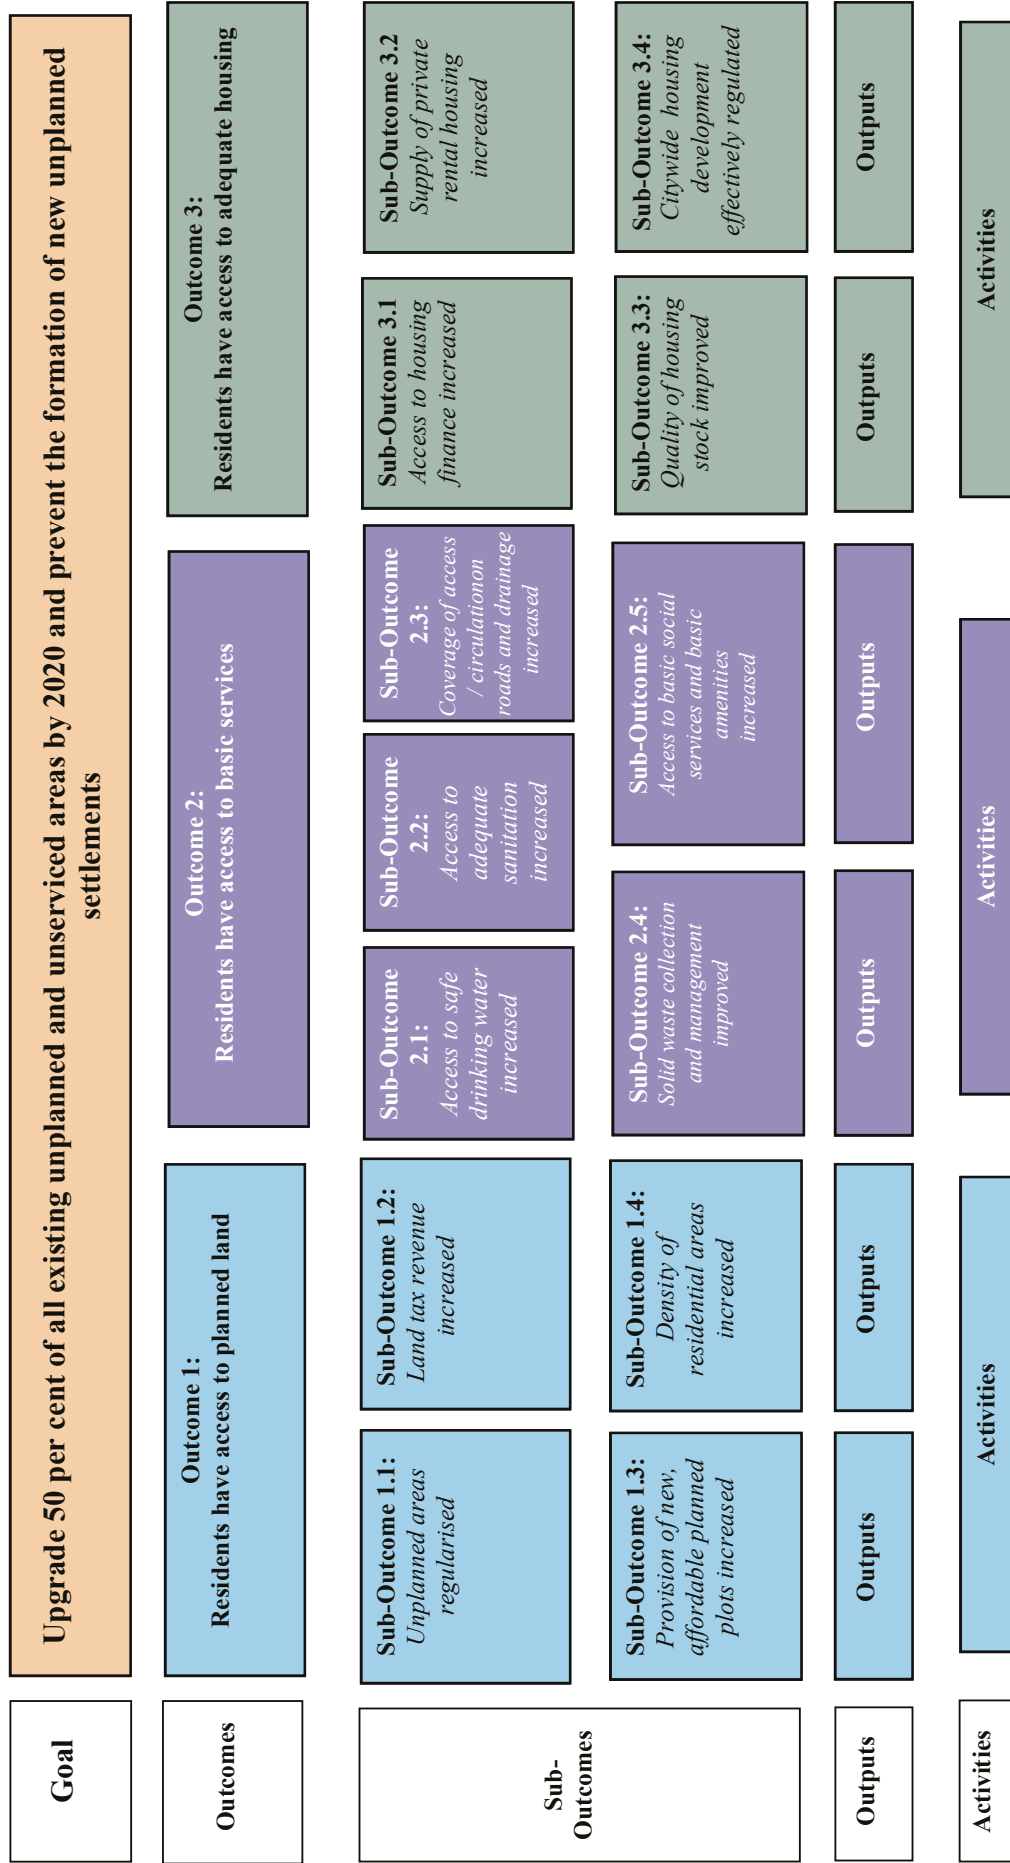 Goal
Upgrade 50 per cent of all existing unplanned and unserviced areas by 2020 and prevent the formation of new unplanned
settlements
Outcomes
Outcome 1:
Residents have access to planned land
Outcome 2:
Residents have access to basic services
Outcome 3:
Residents have access to adequate housing
Sub-
Outcomes
Sub-Outcome 1.1:
Unplanned areas
regularised
Sub-Outcome 1.2:
Land tax revenue
increased
Sub-Outcome
2.1:
Access to safe
drinking water
increased
Sub-Outcome
2.2:
Access to
adequate
sanitation
increased
Sub-Outcome
2.3:
Coverage of access
/ circulationon
roads and drainage
increased
Sub-Outcome 3.1
Access to housing
finance increased
Sub-Outcome 3.2
Supply of private
rental housing
increased
Sub-Outcome 1.3:
Provision of new,
affordable planned
plots increased
Sub-Outcome 1.4:
Density of
residential areas
increased
Sub-Outcome 2.4:
Solid waste collection
and management
improved
Sub-Outcome 2.5:
Access to basic social
services and basic
amenities
increased
Sub-Outcome 3.3:
Quality of housing
stock improved
Sub-Outcome 3.4:
Citywide housing
development
effectively regulated
Outputs
Outputs
Outputs
Outputs
Outputs
Outputs
Outputs
Activities
Activities
Activities
Activities